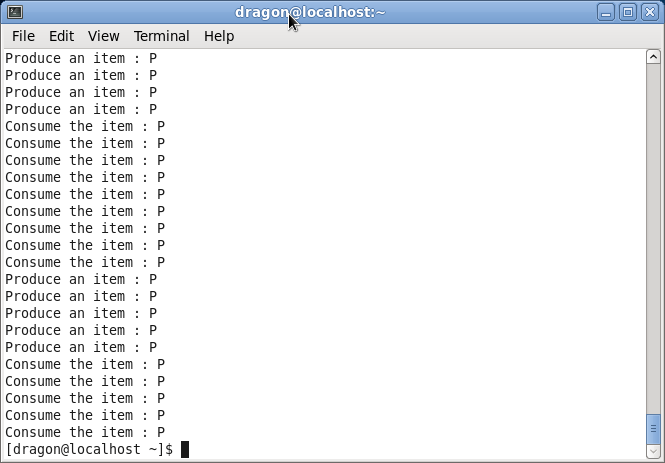 dragon@localhost:~
File Edit View Terminal Help
Produce an item : P
Produce an item : P
Produce an item : P
Produce an item : P
Consume the item : P
Consume the item : P
Consume the item : P
Consume the item : P
Consume the item : P
Consume the item : P
Consume the item : P
Consume the item : P
Consume the item : P
Produce an item : P
Produce an item : P
Produce an item : P
Produce an item : P
Produce an item : P
Consume the item : P
Consume the item : P
Consume the item : P
Consume the item : P
Consume the item : P
[dragon@localhost ~]$